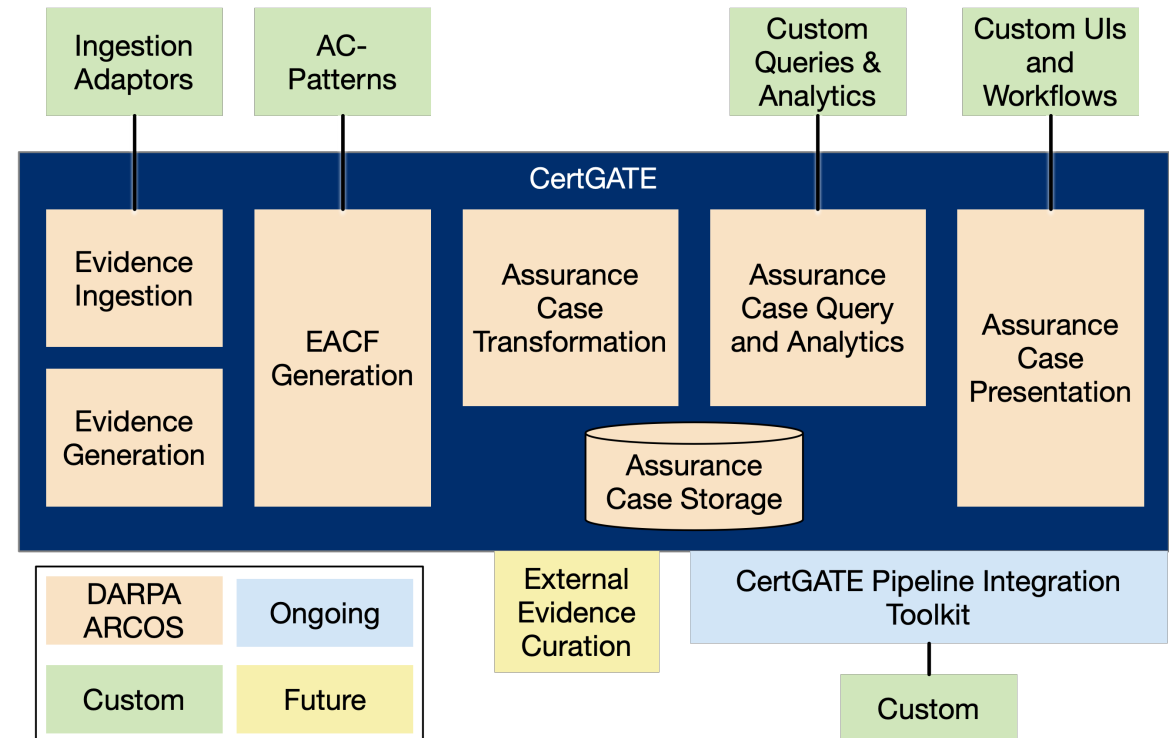 Ingestion
Adaptors
AC-
Patterns
Custom
Queries &
Analytics
Custom UIs
and
Workflows
CertGATE
Evidence
Ingestion
Evidence
Generation
EACF
Generation
Assurance
Case
Transformation
Assurance
Case Query
and Analytics
Assurance
Case
Presentation
Assurance
Case Storage
External
Evidence
Curation
CertGATE Pipeline Integration
Toolkit
Custom
DARPA
ARCOS
Ongoing
Custom
Future